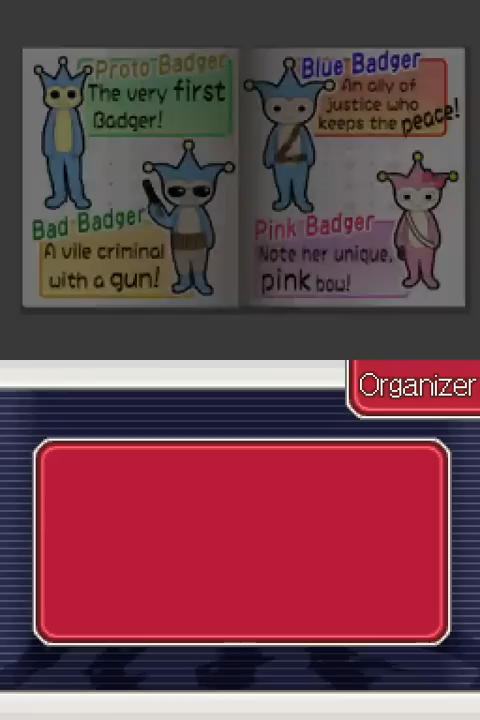 Proto Badger
The very first
Badger!
Bad Badger
A vile criminal
with a gun!
Blue Badger
An ally of
justice who
keeps the peace!
Pink Badger
Note her unique,
pink bow!
Organizer